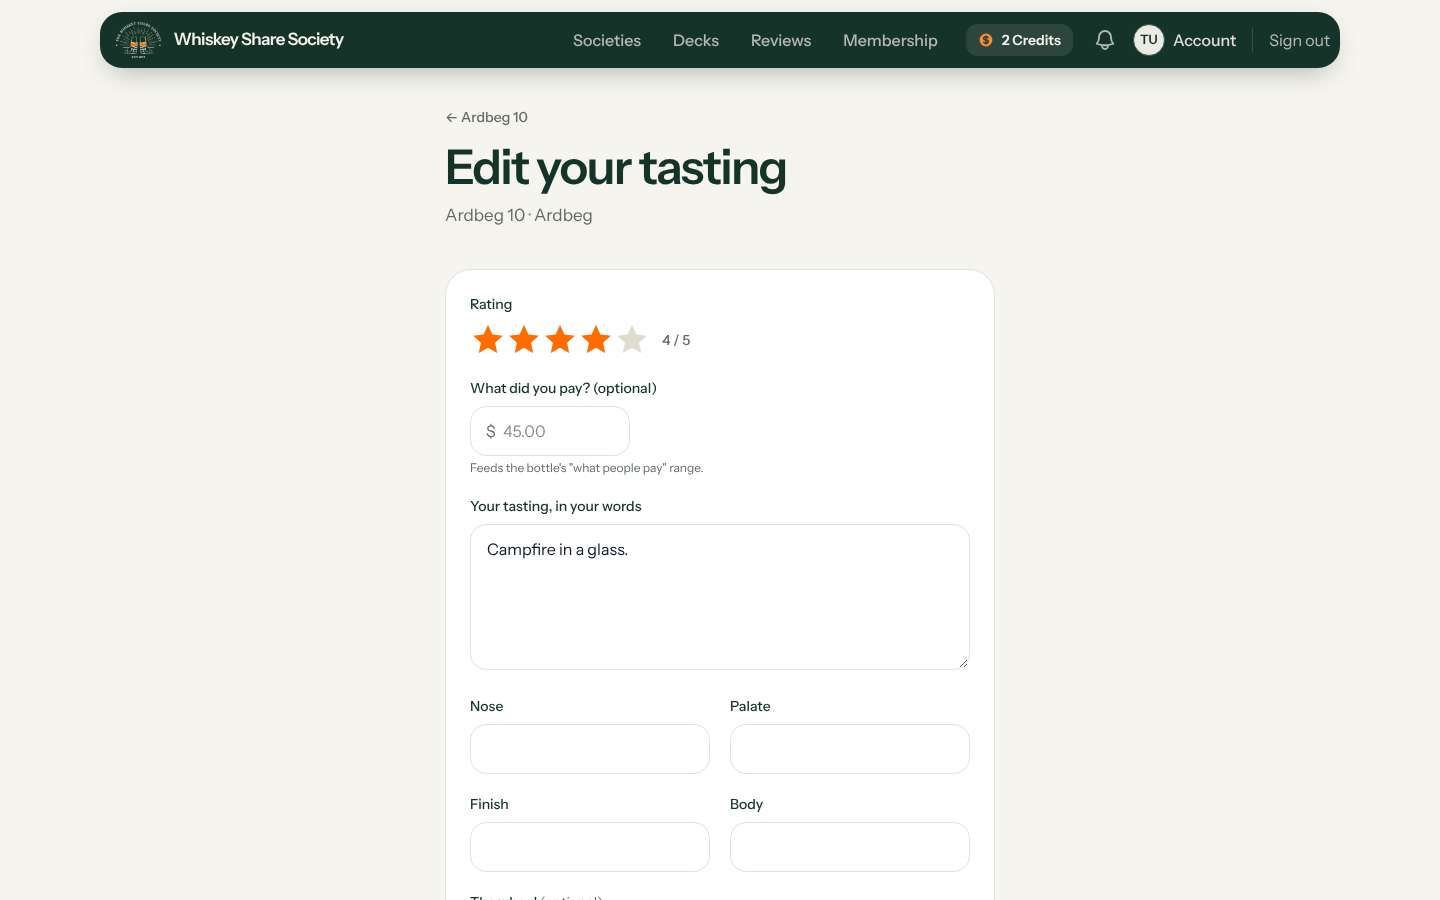 Whiskey Share Society
Societies
Decks
Reviews
Membership
2 Credits
TU
Account
Sign out
← Ardbeg 10
Edit your tasting
Ardbeg 10 · Ardbeg
Rating
4 / 5
What did you pay? (optional)
$ 45.00
Feeds the bottle's "what people pay" range.
Your tasting, in your words
Campfire in a glass.
Nose
Palate
Finish
Body